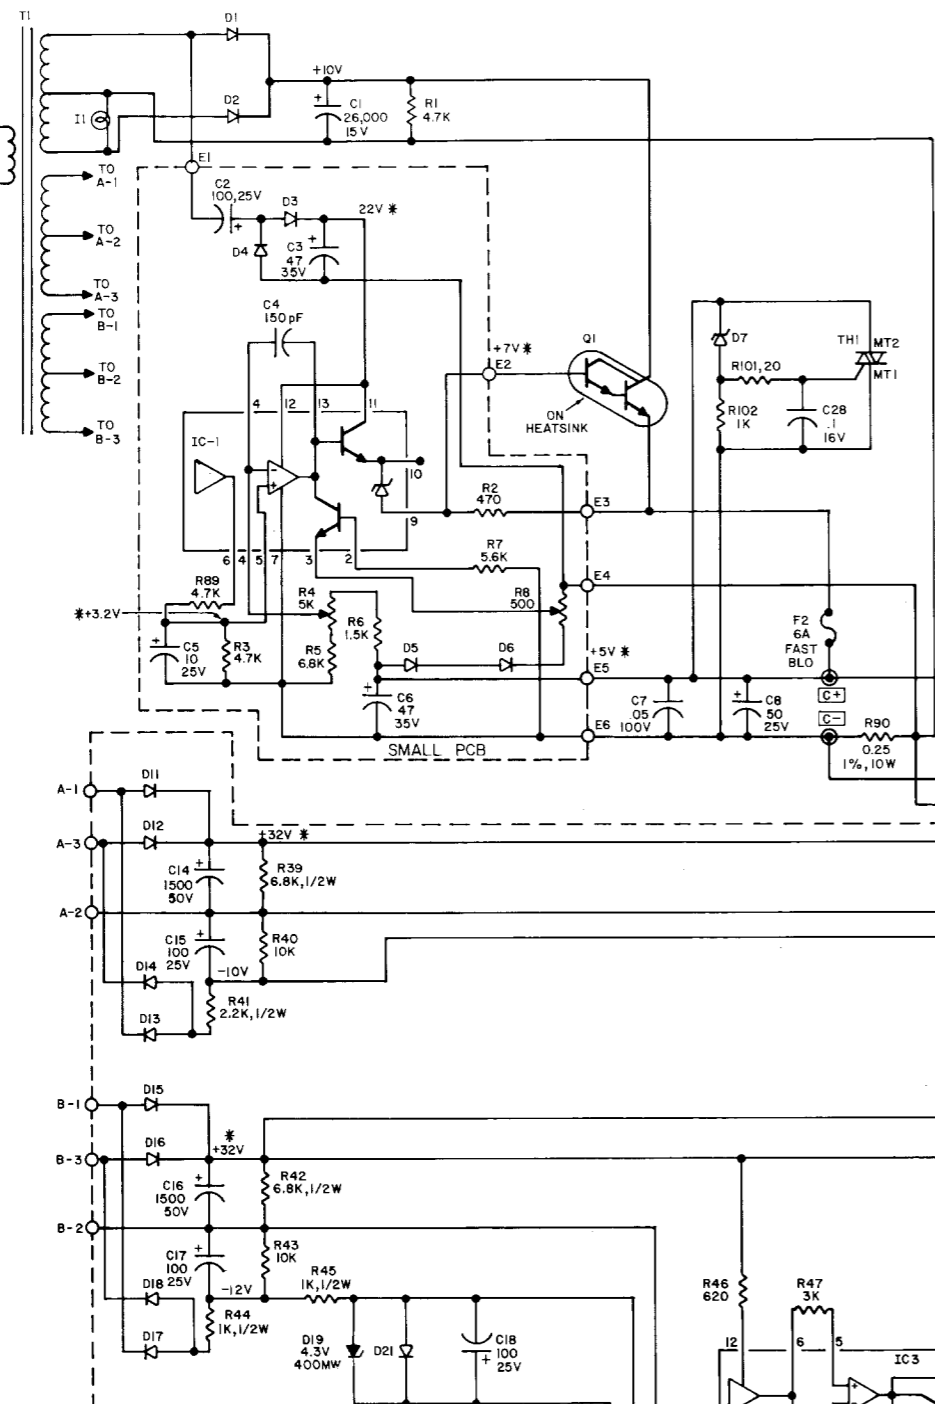 T1
D1
+10V
D2
I1
+
C1
26,000
15V
R1
4.7K
E1
TO
A-1
C2
100,25V
+
D3
22V *
TO
A-2
D4
+
C3
47
35V
TO
A-3
C4
150pF
TO
B-1
+7V *
Q1
D7
TH1
MT2
E2
MT1
TO
B-2
R101,20
4
12
13
11
ON
HEATSINK
R102
1K
C28
.1
16V
TO
B-3
IC-1
-
+
10
R2
470
E3
9
R7
5.6K
6
4
5
7
3
2
R89
4.7K
R4
5K
R8
500
E4
*+3.2V
R6
1.5K
F2
6A
FAST
BLO
+
C5
10
25V
R3
4.7K
R5
6.8K
D5
D6
+5V *
E5
C+
+
C6
47
35V
C7
.05
100V
+
C8
50
25V
C-
R90
0.25
1%,10W
E6
SMALL PCB
A-1
D11
D12
+32V *
A-3
+
C14
1500
50V
R39
6.8K,1/2W
A-2
+
C15
100
25V
R40
10K
D14
-10V
R41
2.2K,1/2W
D13
D15
B-1
*
+32V
D16
B-3
+
C16
1500
50V
R42
6.8K,1/2W
B-2
+
C17
100
25V
R43
10K
D18
-12V
R45
1K,1/2W
R44
1K,1/2W
R46
620
R47
3K
D17
D19
4.3V
400MW
D21
C18
100
25V
+
12
6
5
IC3
+